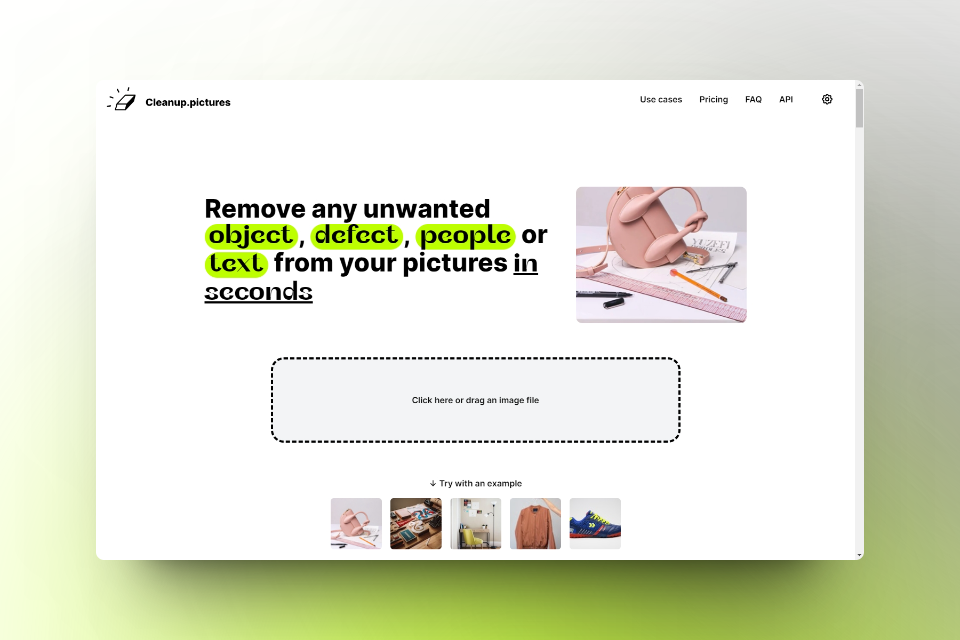 Cleanup.pictures
Use cases Pricing FAQ API
Remove any unwanted
object, defect, people or
text from your pictures in
seconds
YUZEFI
Click here or drag an image file
↓ Try with an example